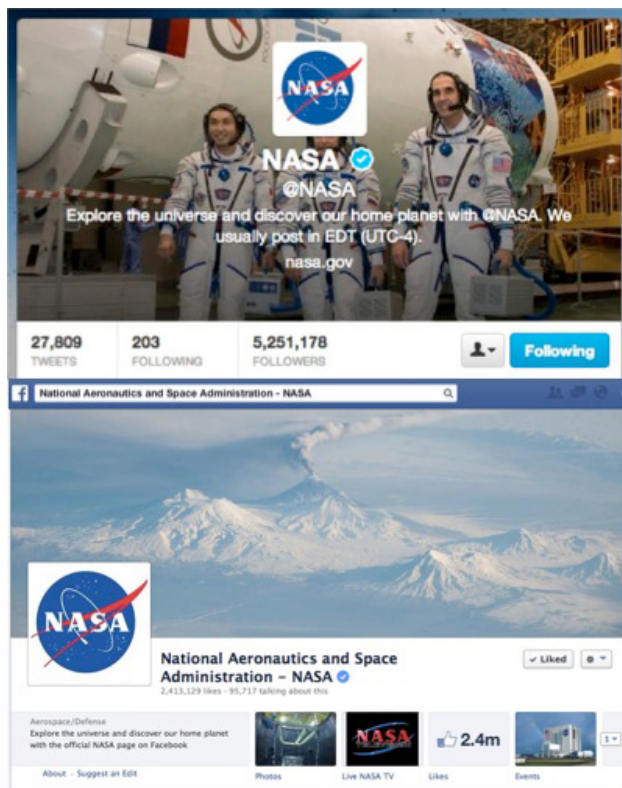 NASA
NASA
@NASA
Explore the universe and discover our home planet with @NASA. We
usually post in EDT (UTC-4).
nasa.gov
27,809 203 5,251,178
TWEETS FOLLOWING FOLLOWERS
Following
National Aeronautics and Space Administration - NASA
NASA
National Aeronautics and Space
Administration - NASA
Liked
2,413,129 likes · 95,717 talking about this
Aerospace/Defense
Explore the universe and discover our home planet
with the official NASA page on Facebook
About - Suggest an Edit
NASA
2.4m
1
Photos Live NASA TV Likes Events